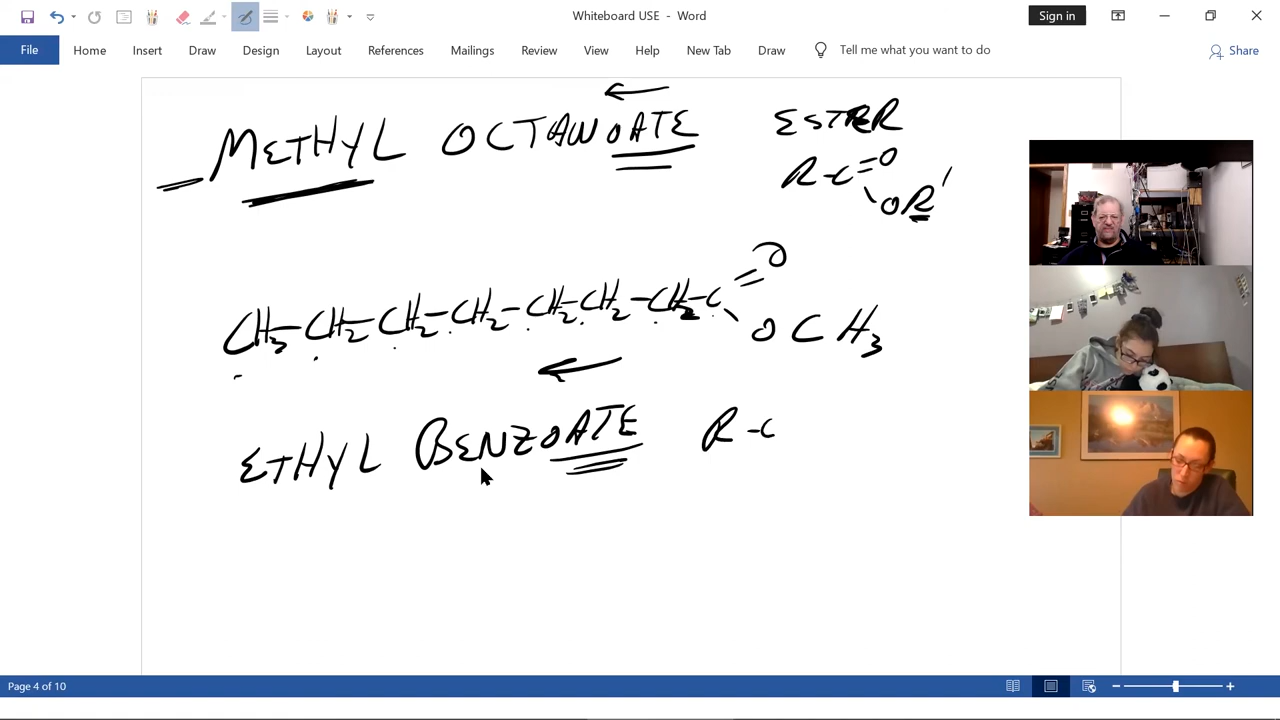 Whiteboard USE - Word
Sign in
File Home Insert Draw Design Layout References Mailings Review View Help New Tab Draw Tell me what you want to do Share
METHYL OCTANOATE ESTER
R-C=O
OR'
CH3-CH2-CH2-CH2-CH2-CH2-CH2-C=O
OCH3
ETHYL BENZOATE R-C
Page 4 of 10